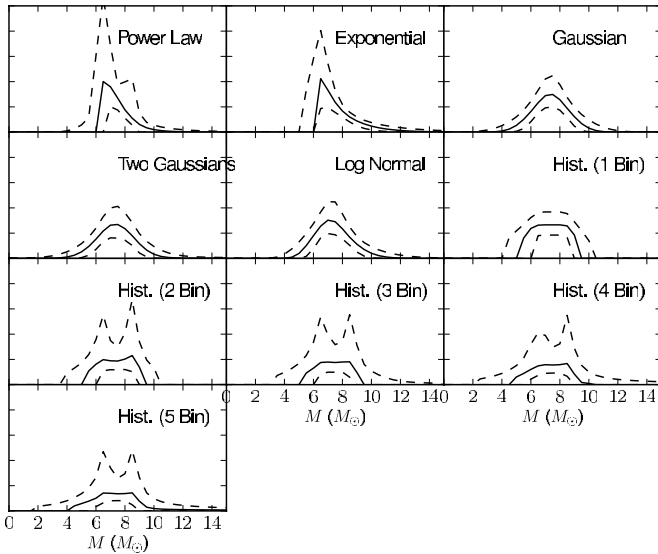 Power Law
Exponential
Gaussian
Two Gaussians
Log Normal
Hist. (1 Bin)
Hist. (2 Bin)
Hist. (3 Bin)
Hist. (4 Bin)
0 2 4 6 8 10 12 14
M (M⊙)
0 2 4 6 8 10 12 14
M (M⊙)
Hist. (5 Bin)
0 2 4 6 8 10 12 14
M (M⊙)